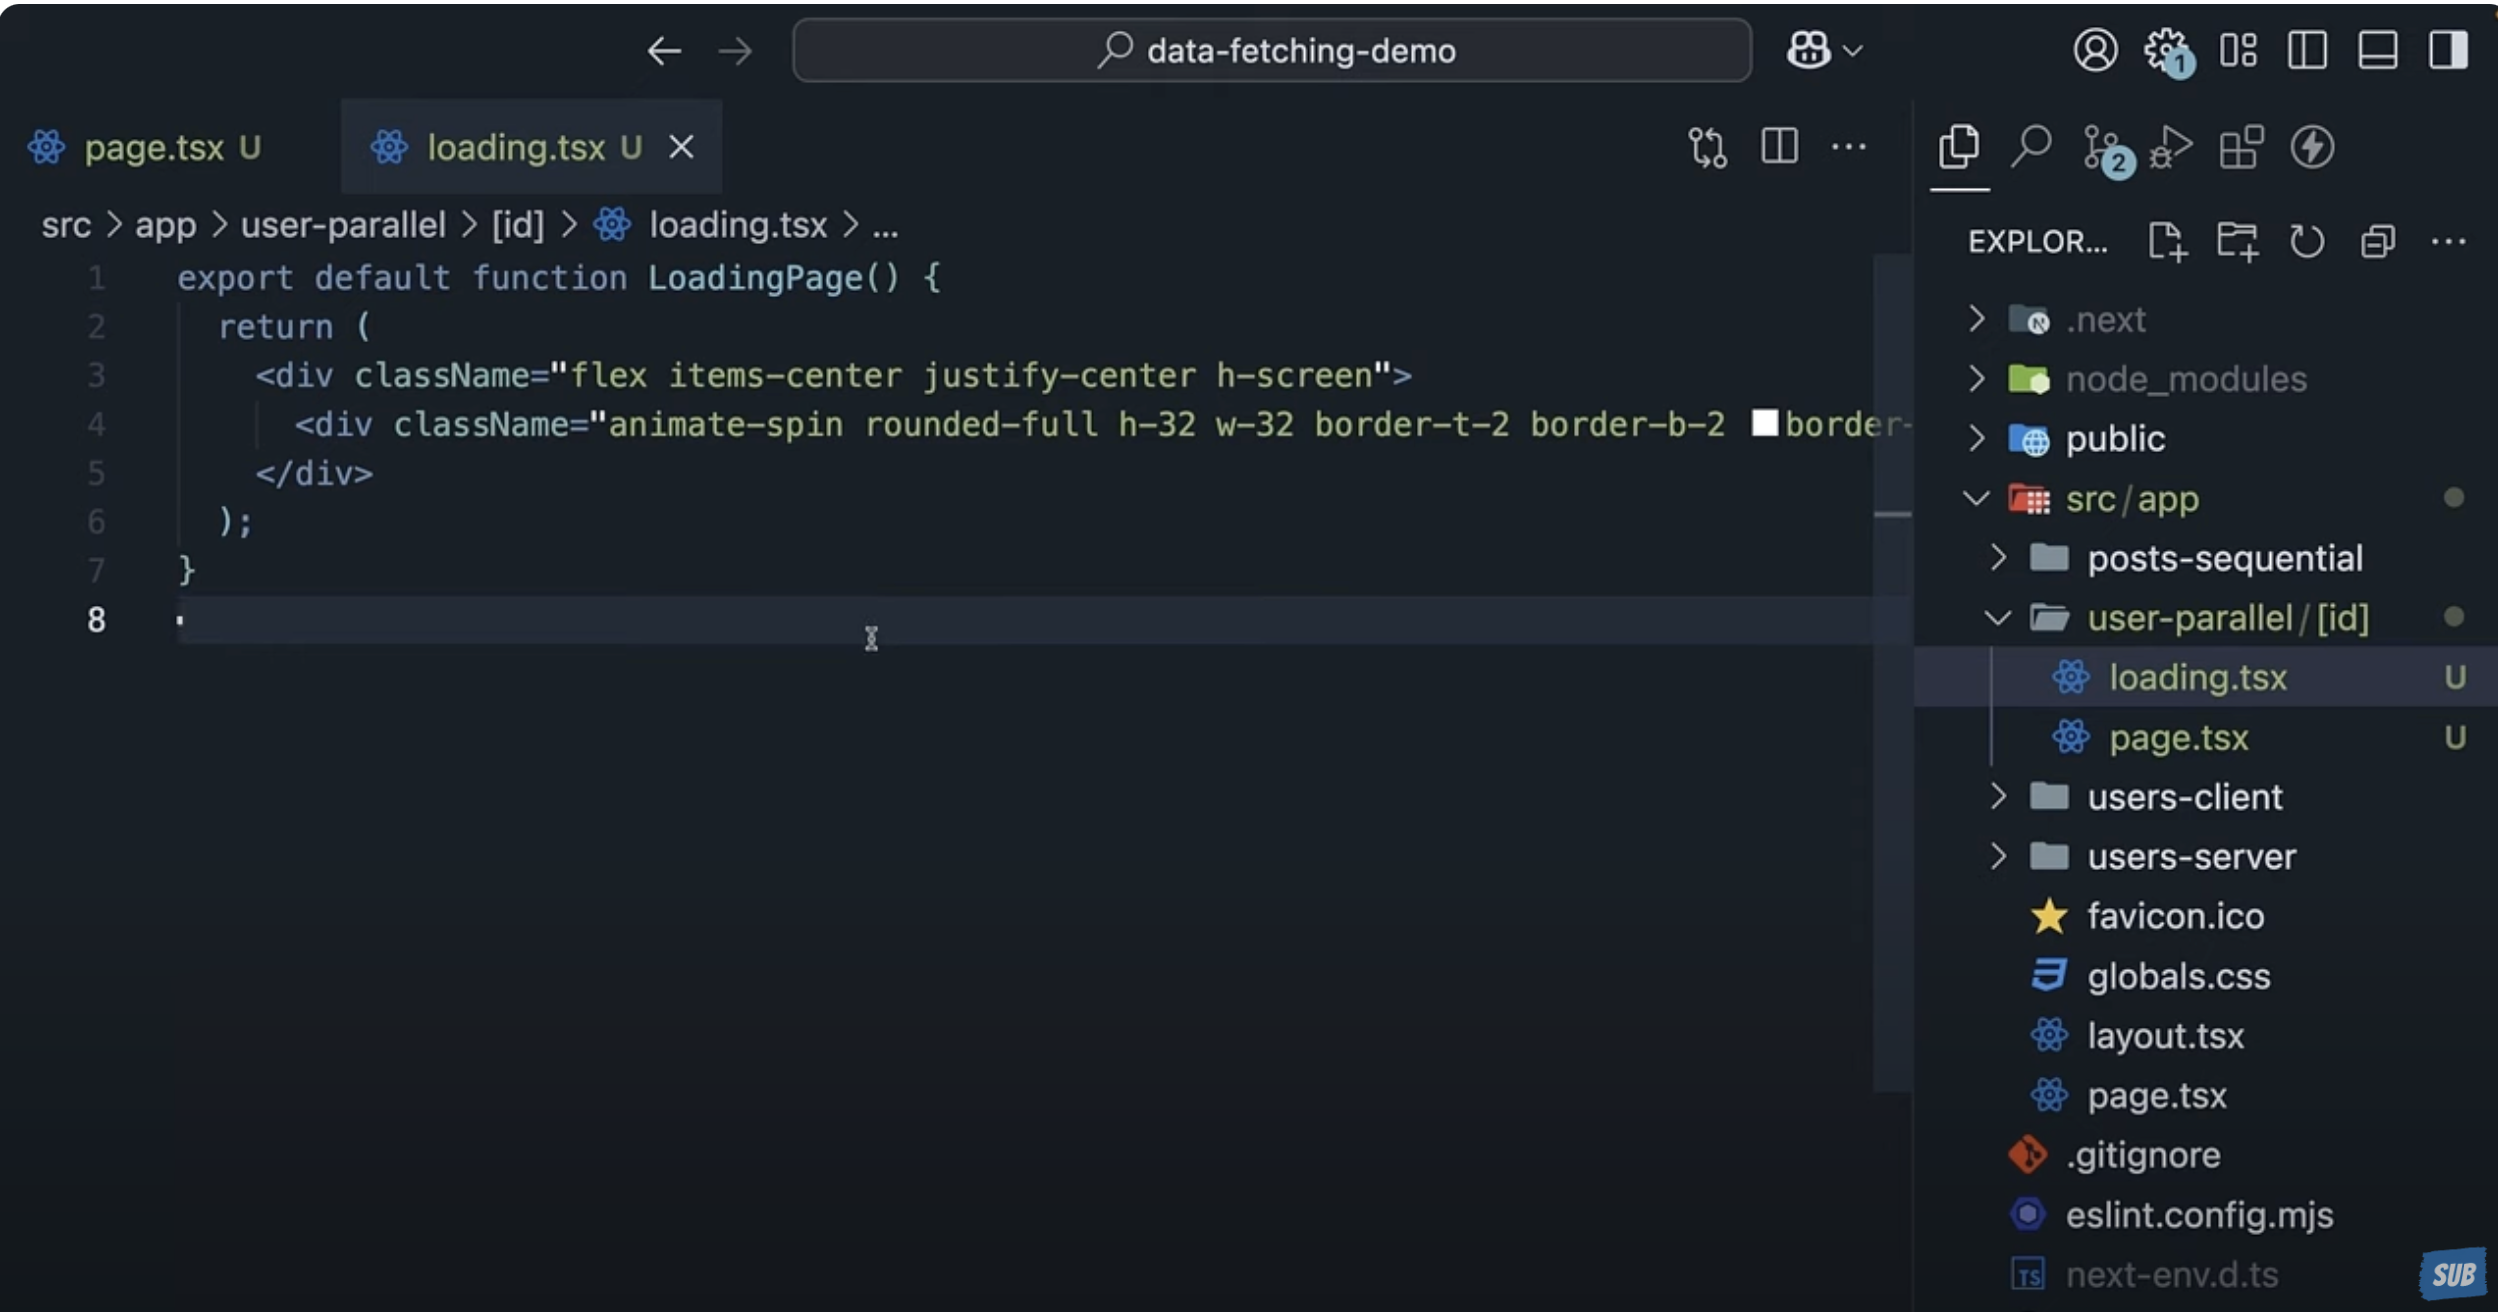 data-fetching-demo
1
page.tsx U
loading.tsx U
2
src > app > user-parallel > [id] > loading.tsx > ...
1 export default function LoadingPage() {
2 return (
3 <div className="flex items-center justify-center h-screen">
4 <div className="animate-spin rounded-full h-32 w-32 border-t-2 border-b-2 border-
5 </div>
6 );
7 }
8
EXPLOR...
.next
node_modules
public
src/app
posts-sequential
user-parallel/[id]
loading.tsx U
page.tsx U
users-client
users-server
favicon.ico
globals.css
layout.tsx
page.tsx
.gitignore
eslint.config.mjs
TS next-env.d.ts
SUB